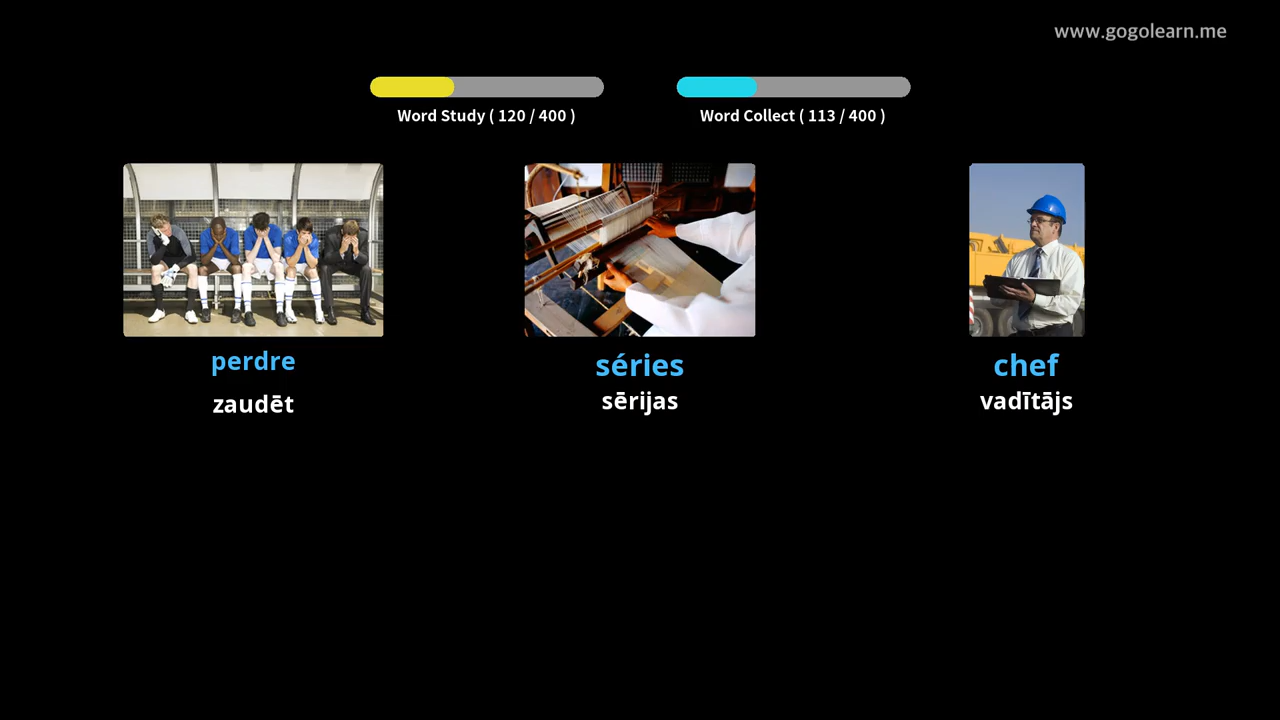 www.gogolearn.me
Word Study ( 120 / 400 )
Word Collect ( 113 / 400 )
perdre
zaudēt
séries
sērijas
chef
vadītājs